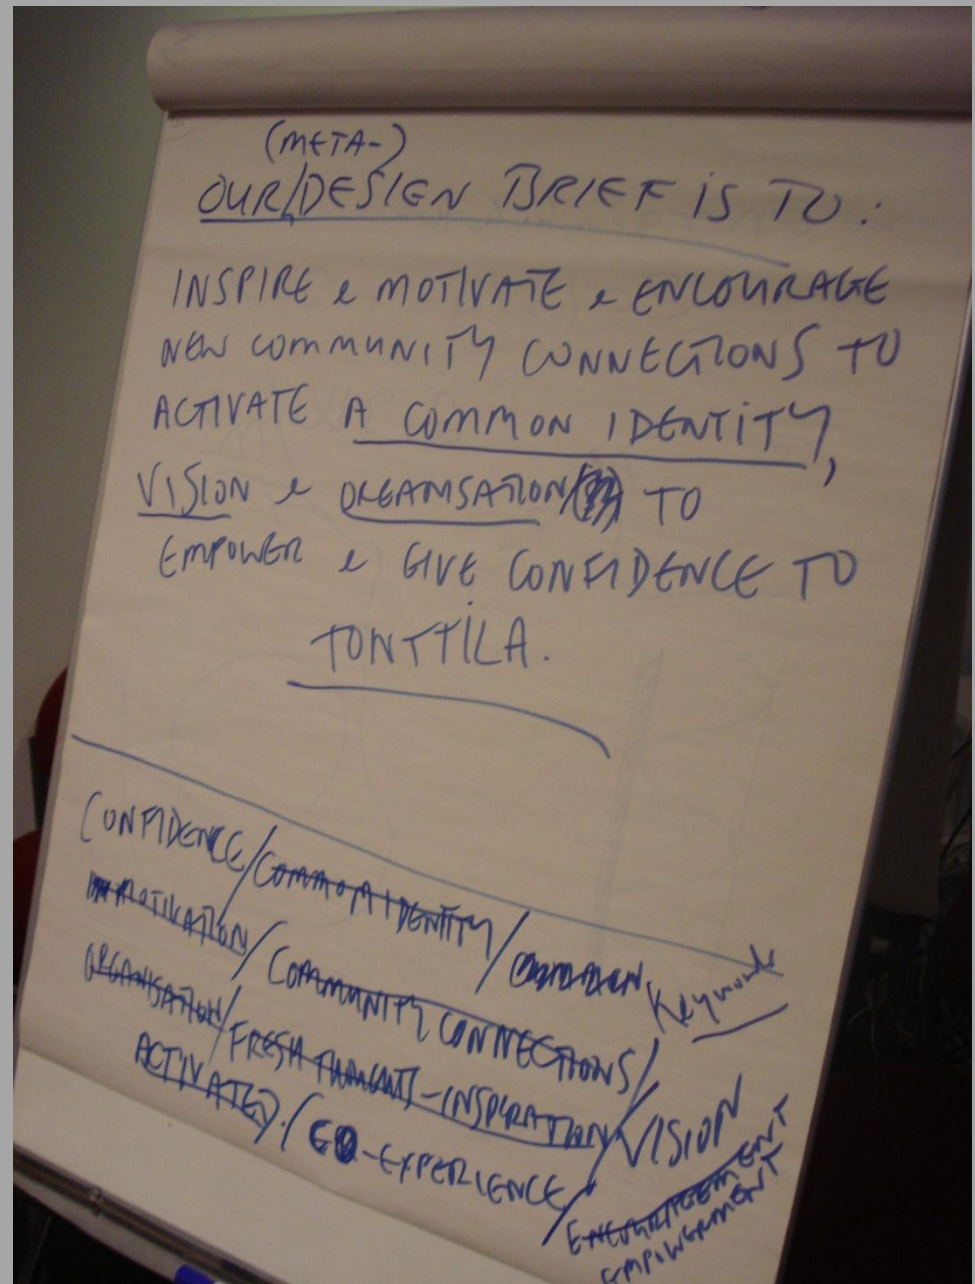 (META-)
OUR/DESIGN BRIEF IS TO:
INSPIRE & MOTIVATE & ENCOURAGE
NEW COMMUNITY CONNECTIONS TO
ACTIVATE A COMMON IDENTITY,
VISION & ORGANISATION TO
EMPOWER & GIVE CONFIDENCE TO
TONTTILA.
Keywords
CONFIDENCE/COMMON IDENTITY/
MOTIVATION/COMMUNITY CONNECTIONS/
ORGANISATION/FRESH -INSPIRATION/VISION
ACTIVATED/CO-EXPERIENCE/
ENCOURAGEMENT
EMPOWERMENT